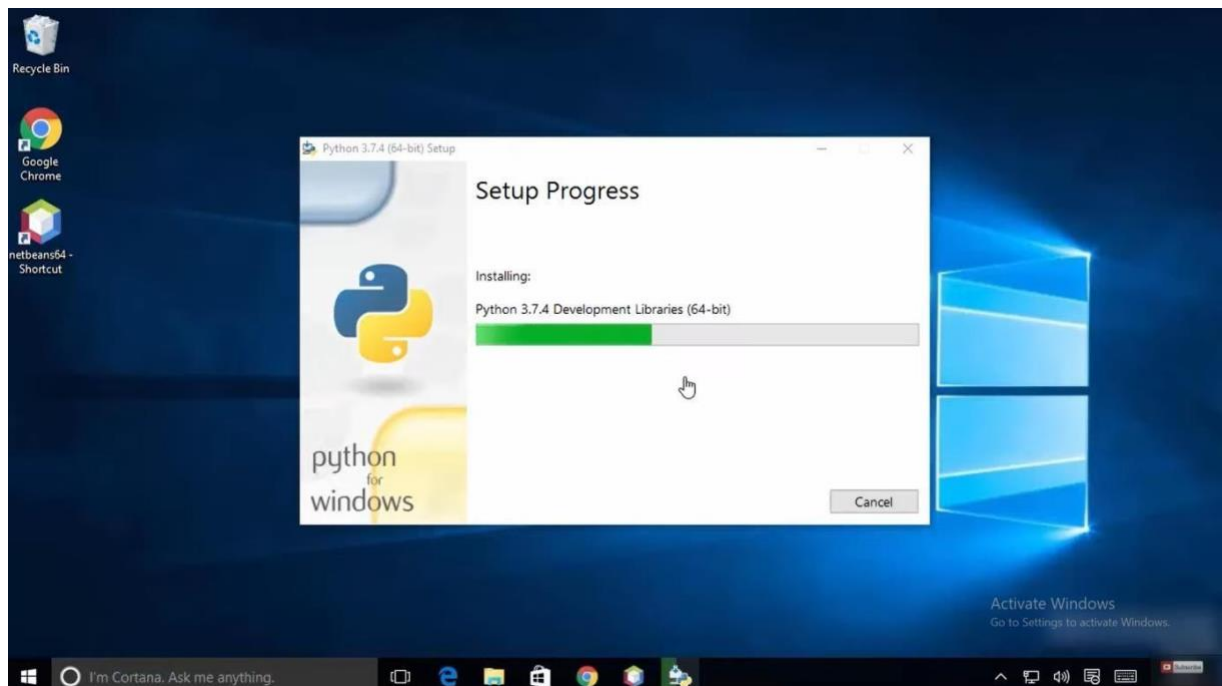 Recycle Bin
Google
Chrome
netbeans64 -
Shortcut
Python 3.7.4 (64-bit) Setup
Setup Progress
Installing:
Python 3.7.4 Development Libraries (64-bit)
python
for
windows
Cancel
Activate Windows
Go to Settings to activate Windows.
I'm Cortana. Ask me anything.
Subscribe